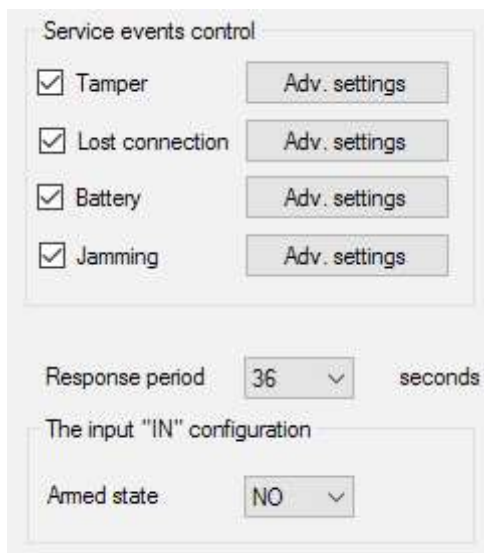 Service events control
Tamper Adv. settings
Lost connection Adv. settings
Battery Adv. settings
Jamming Adv. settings
Response period 36 seconds
The input "IN" configuration
Armed state NO